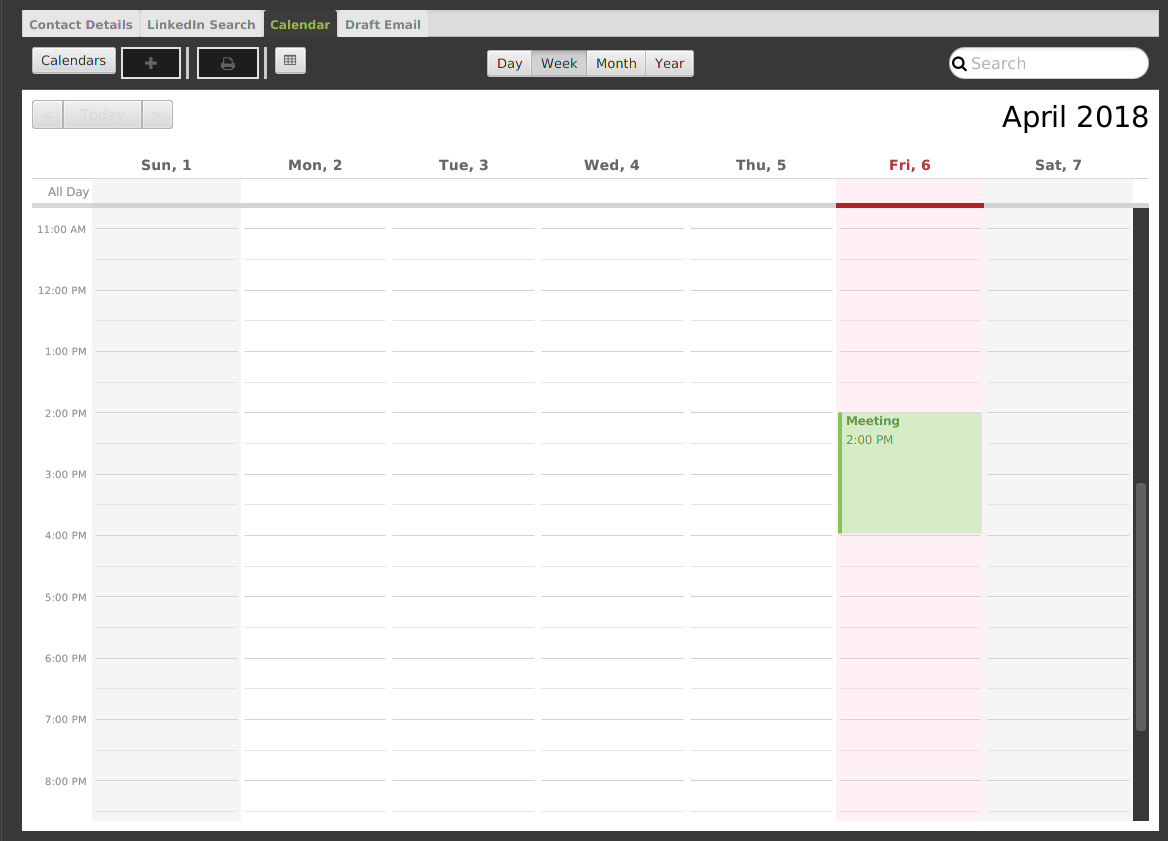 Contact Details LinkedIn Search Calendar Draft Email
Calendars Day Week Month Year Search
< Today > April 2018
Sun, 1 Mon, 2 Tue, 3 Wed, 4 Thu, 5 Fri, 6 Sat, 7
All Day
11:00 AM
12:00 PM
1:00 PM
2:00 PM Meeting
2:00 PM
3:00 PM
4:00 PM
5:00 PM
6:00 PM
7:00 PM
8:00 PM